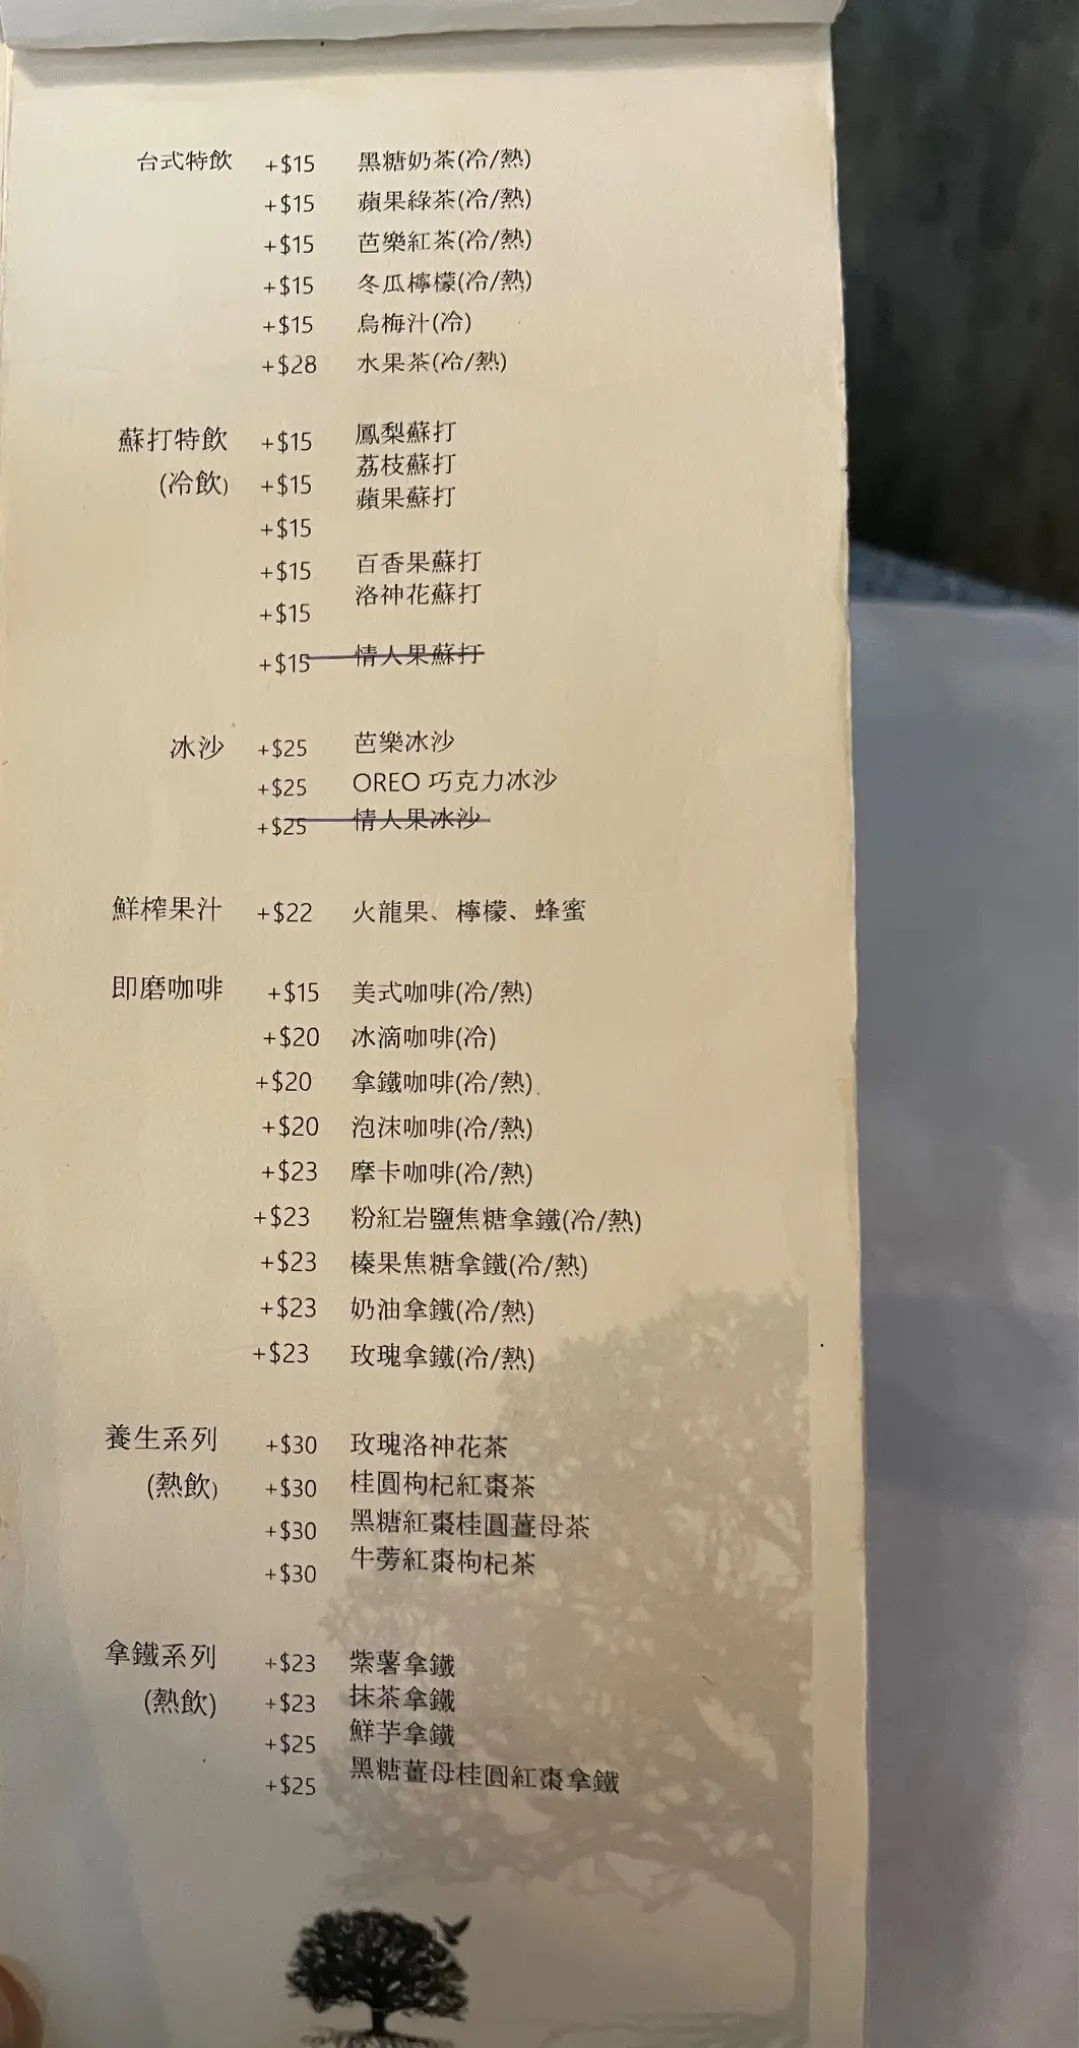 台式特飲 +$15 黑糖奶茶(冷/熱)
+$15 蘋果綠茶(冷/熱)
+$15 芭樂紅茶(冷/熱)
+$15 冬瓜檸檬(冷/熱)
+$15 烏梅汁(冷)
+$28 水果茶(冷/熱)
蘇打特飲 +$15 鳳梨蘇打
(冷飲) +$15 荔枝蘇打
+$15 蘋果蘇打
+$15 百香果蘇打
+$15 洛神花蘇打
+$15 情人果蘇打
冰沙 +$25 芭樂冰沙
+$25 OREO 巧克力冰沙
+$25 情人果冰沙
鮮榨果汁 +$22 火龍果、檸檬、蜂蜜
即磨咖啡 +$15 美式咖啡(冷/熱)
+$20 冰滴咖啡(冷)
+$20 拿鐵咖啡(冷/熱)
+$20 泡沫咖啡(冷/熱)
+$23 摩卡咖啡(冷/熱)
+$23 粉紅岩鹽焦糖拿鐵(冷/熱)
+$23 榛果焦糖拿鐵(冷/熱)
+$23 奶油拿鐵(冷/熱)
+$23 玫瑰拿鐵(冷/熱)
養生系列 +$30 玫瑰洛神花茶
(熱飲) +$30 桂圓枸杞紅棗茶
+$30 黑糖紅棗桂圓薑母茶
+$30 牛蒡紅棗枸杞茶
拿鐵系列 +$23 紫薯拿鐵
(熱飲) +$23 抹茶拿鐵
+$25 鮮芋拿鐵
+$25 黑糖薑母桂圓紅棗拿鐵